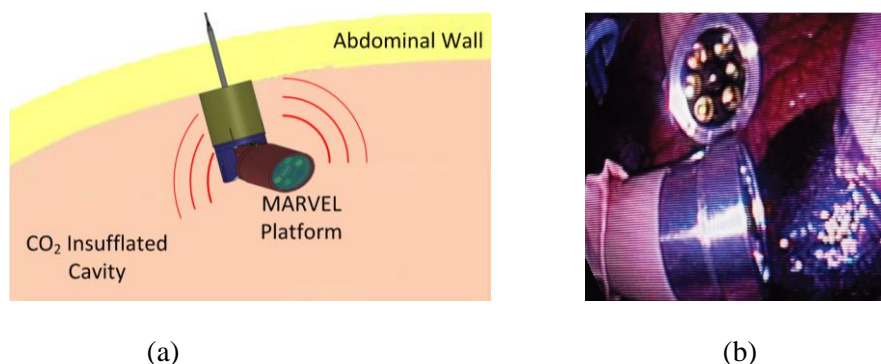 Abdominal Wall
MARVEL
Platform
CO₂ Insufflated
Cavity
(a)
(b)